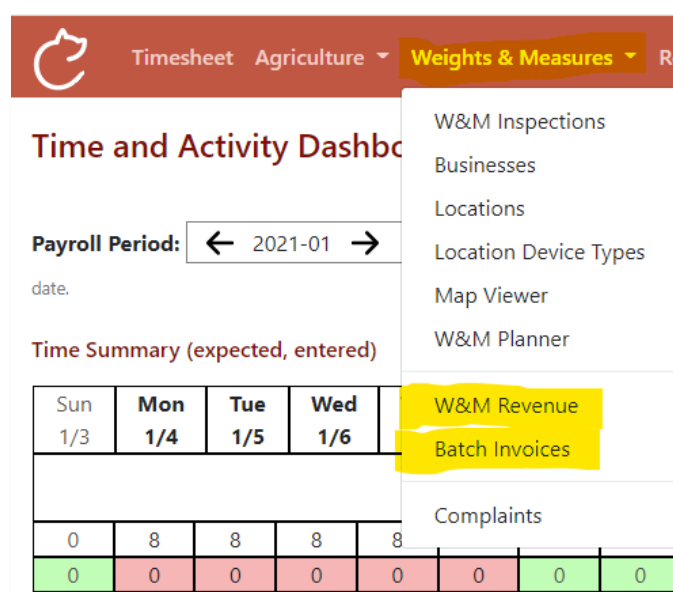 Timesheet Agriculture Weights & Measures
W&M Inspections
Businesses
Locations
Location Device Types
Map Viewer
W&M Planner
W&M Revenue
Batch Invoices
Complaints
Time and Activity
Payroll Period: 2021-01
date.
Time Summary (expected, entered)
Sun Mon Tue Wed
1/3 1/4 1/5 1/6
0 8 8 8 8
0 0 0 0 0 0 0 0